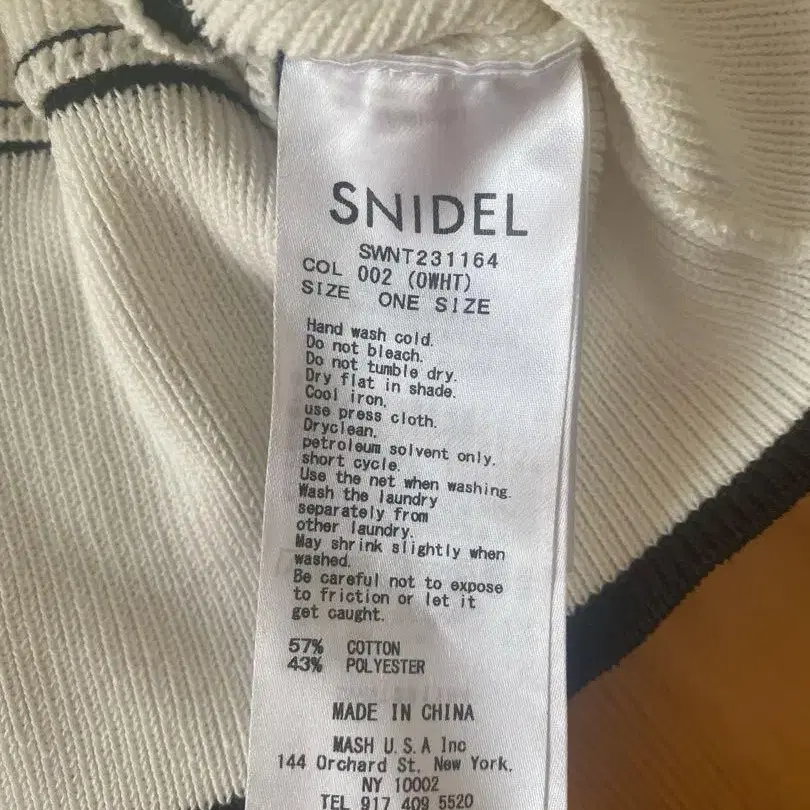 SNIDEL
SWNT231164
COL 002 (OWHT)
SIZE ONE SIZE
Hand wash cold.
Do not bleach.
Do not tumble dry.
Dry flat in shade.
Cool iron,
use press cloth.
Dryclean,
petroleum solvent only.
short cycle.
Use the net when washing.
Wash the laundry
separately from
other laundry.
May shrink slightly when
washed.
Be careful not to expose
to friction or let it
get caught.
57% COTTON
43% POLYESTER
MADE IN CHINA
MASH U.S.A Inc
144 Orchard St. New York.
NY 10002
TEL 917 409 5520